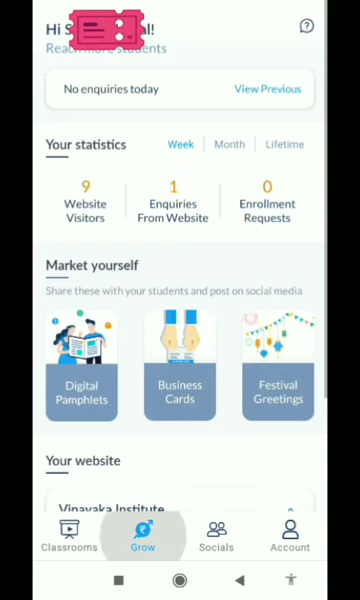 Hi S al!
Reach more students
No enquiries today
View Previous
Your statistics
Week
Month
Lifetime
9
Website
Visitors
1
Enquiries
From Website
0
Enrollment
Requests
Market yourself
Share these with your students and post on social media
Digital
Pamphlets
Business
Cards
Festival
Greetings
Your website
Vinayaka Institute
Classrooms
Grow
Socials
Account